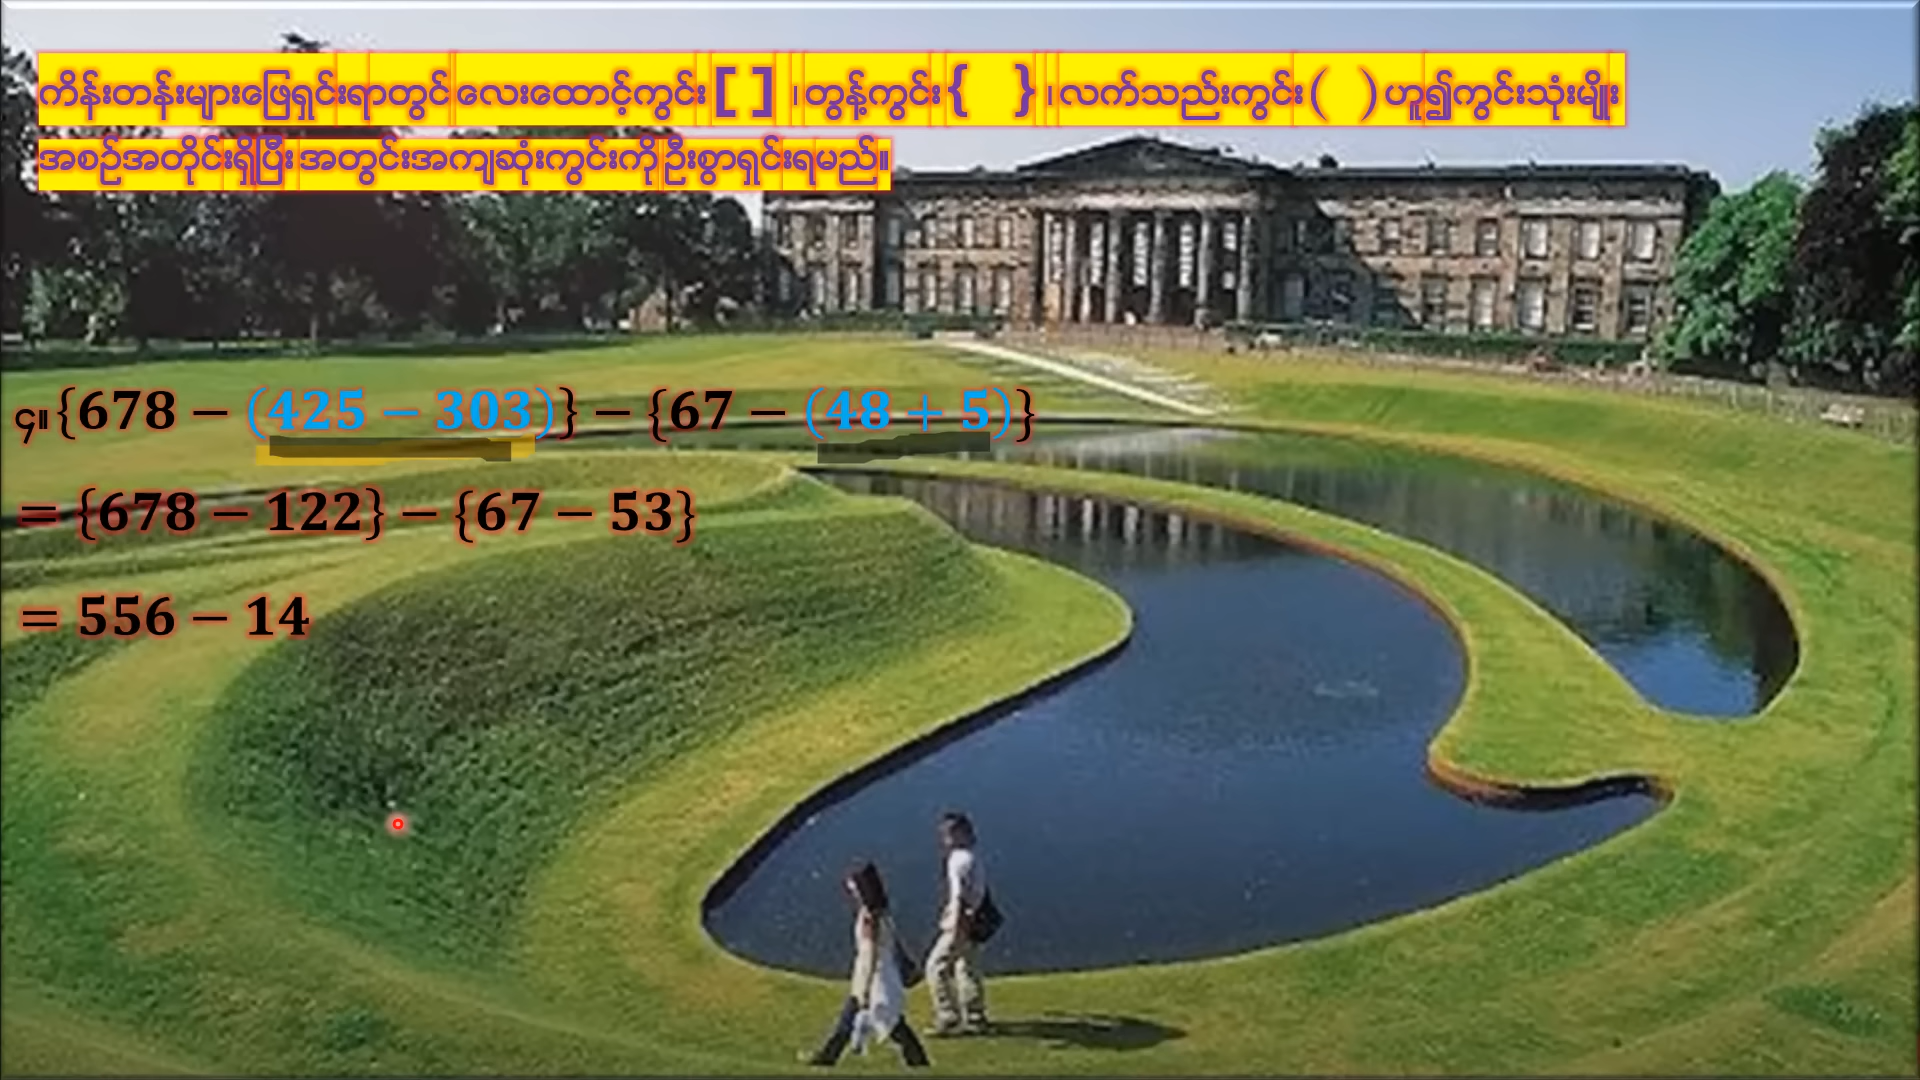 ကိန်းတန်းများဖြေရှင်းရာတွင် လေးထောင့်ကွင်း [ ] ၊ တွန့်ကွင်း { } ၊ လက်သည်းကွင်း ( ) ဟူ၍ကွင်းသုံးမျိုး
အစဉ်အတိုင်းရှိပြီး အတွင်းအကျဆုံးကွင်းကို ဦးစွာရှင်းရမည်။
၄။ {678 − (425 − 303)} − {67 − (48 + 5)}
= {678 − 122} − {67 − 53}
= 556 − 14